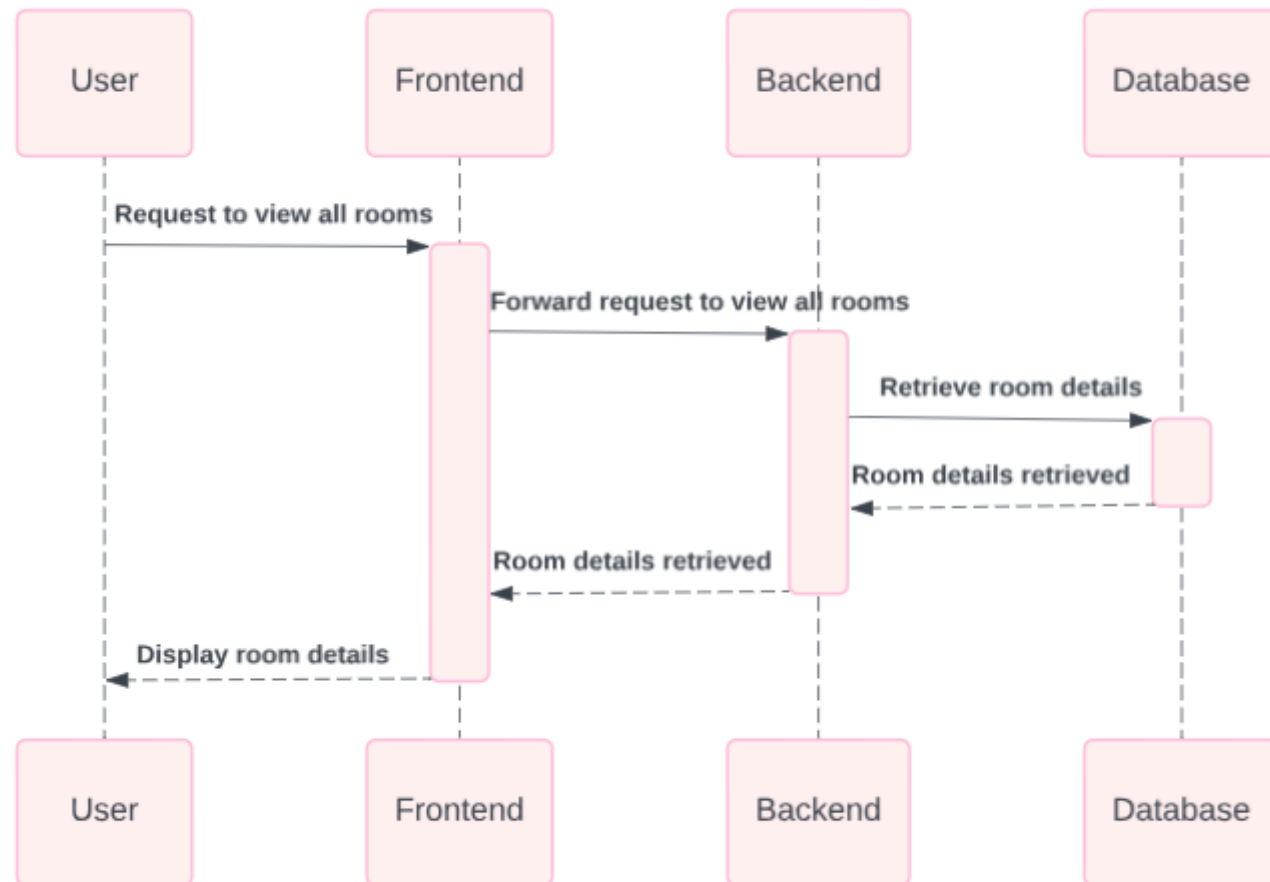 User
Frontend
Backend
Database
Request to view all rooms
Forward request to view all rooms
Retrieve room details
Room details retrieved
Room details retrieved
Display room details
User
Frontend
Backend
Database